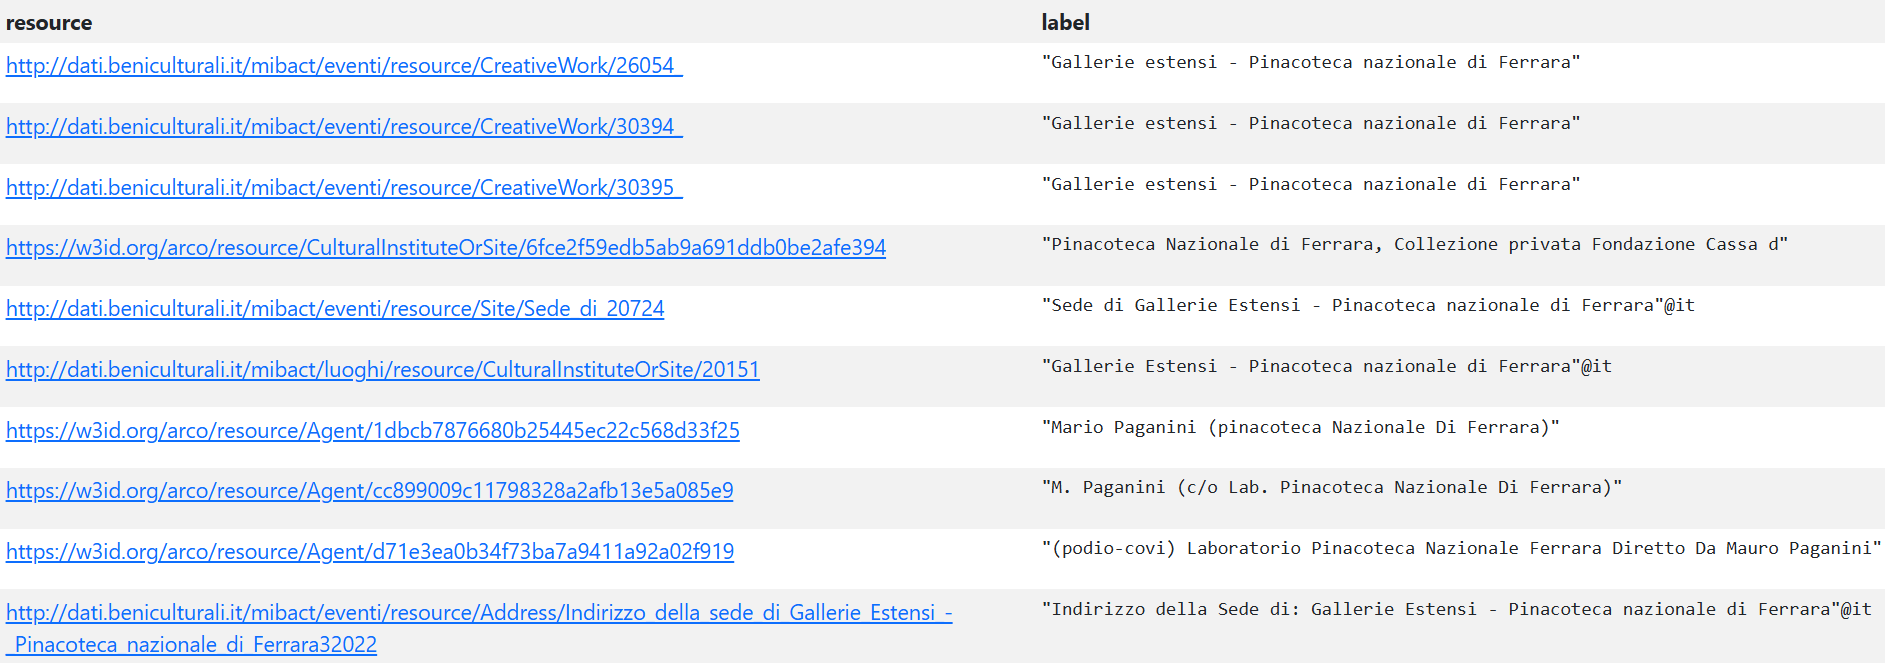 resource label
http://dati.beniculturali.it/mibact/eventi/resource/CreativeWork/26054_ "Gallerie estensi - Pinacoteca nazionale di Ferrara"
http://dati.beniculturali.it/mibact/eventi/resource/CreativeWork/30394_ "Gallerie estensi - Pinacoteca nazionale di Ferrara"
http://dati.beniculturali.it/mibact/eventi/resource/CreativeWork/30395_ "Gallerie estensi - Pinacoteca nazionale di Ferrara"
https://w3id.org/arco/resource/CulturalInstituteOrSite/6fce2f59edb5ab9a691ddb0be2afe394 "Pinacoteca Nazionale di Ferrara, Collezione privata Fondazione Cassa d"
http://dati.beniculturali.it/mibact/eventi/resource/Site/Sede_di_20724 "Sede di Gallerie Estensi - Pinacoteca nazionale di Ferrara"@it
http://dati.beniculturali.it/mibact/luoghi/resource/CulturalInstituteOrSite/20151 "Gallerie Estensi - Pinacoteca nazionale di Ferrara"@it
https://w3id.org/arco/resource/Agent/1dbcb7876680b25445ec22c568d33f25 "Mario Paganini (pinacoteca Nazionale Di Ferrara)"
https://w3id.org/arco/resource/Agent/cc899009c11798328a2afb13e5a085e9 "M. Paganini (c/o Lab. Pinacoteca Nazionale Di Ferrara)"
https://w3id.org/arco/resource/Agent/d71e3ea0b34f73ba7a9411a92a02f919 "(podio-covi) Laboratorio Pinacoteca Nazionale Ferrara Diretto Da Mauro Paganini"
http://dati.beniculturali.it/mibact/eventi/resource/Address/Indirizzo_della_sede_di_Gallerie_Estensi_- "Indirizzo della Sede di: Gallerie Estensi - Pinacoteca nazionale di Ferrara"@it
_Pinacoteca_nazionale_di_Ferrara32022